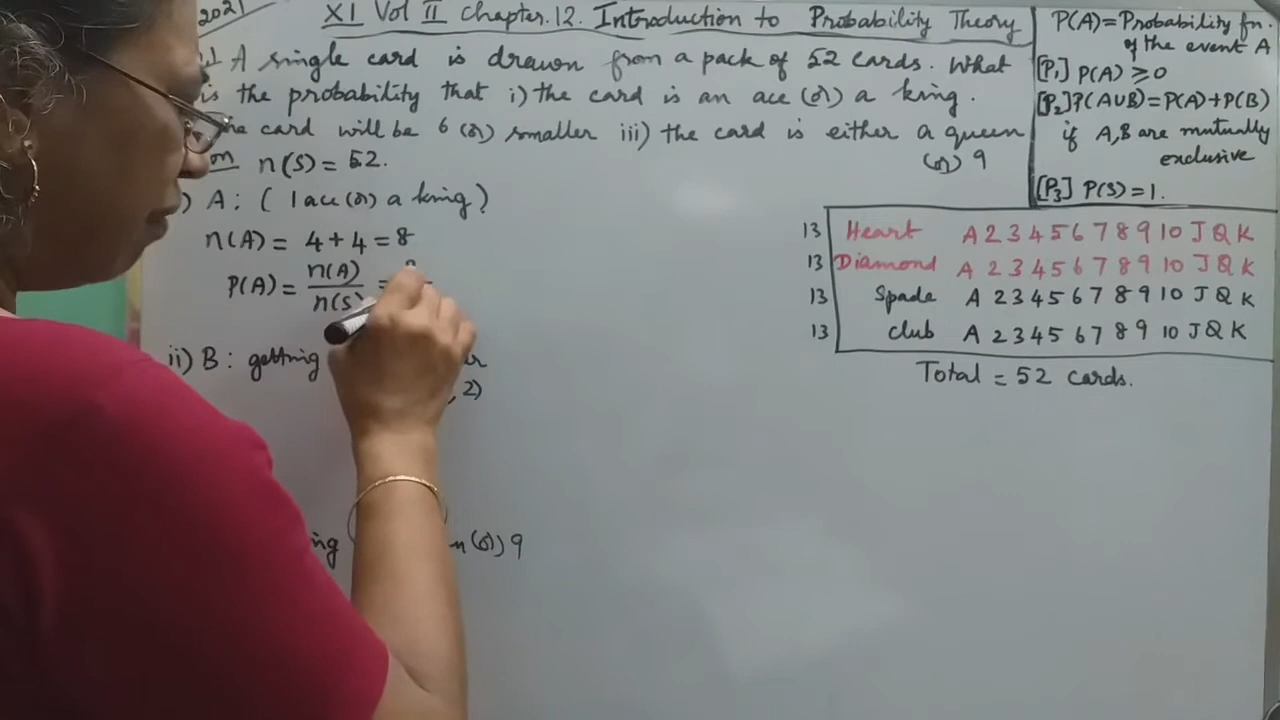 2021
XI Vol II Chapter.12. Introduction to Probability Theory
A single card is drawn from a pack of 52 cards. What
is the probability that i) the card is an ace (or) a king.
card will be 6 (or) smaller iii) the card is either a queen
(or) 9
n(S) = 52.
A: ( 1 ace (or) a king )
n(A) = 4 + 4 = 8
P(A) = n(A) / n(S) =
ii) B: getting
, 2)
(or) 9
P(A) = Probability fn.
of the event A
[P1] P(A) ≥ 0
[P2] P(A∪B) = P(A) + P(B)
if A, B are mutually
exclusive
[P3] P(S) = 1.
13 Heart A 2 3 4 5 6 7 8 9 10 J Q K
13 Diamond A 2 3 4 5 6 7 8 9 10 J Q K
13 Spade A 2 3 4 5 6 7 8 9 10 J Q K
13 club A 2 3 4 5 6 7 8 9 10 J Q K
Total = 52 cards.